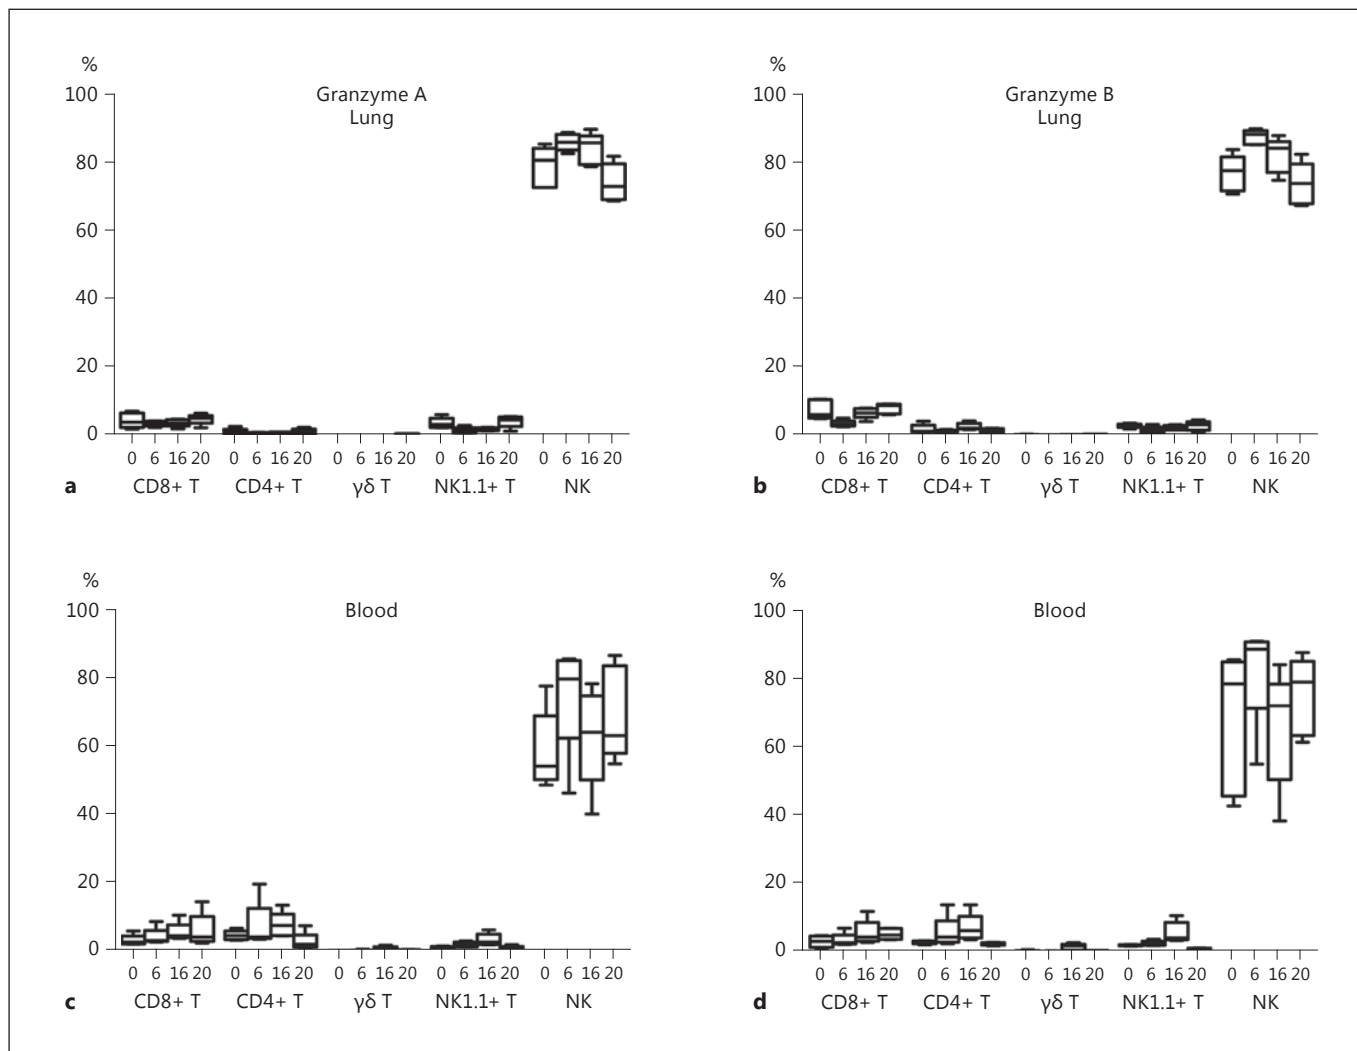 %
100
Granzyme A
Lung
80
60
40
20
0
0 6 16 20 0 6 16 20 0 6 16 20 0 6 16 20 0 6 16 20
a CD8+ T CD4+ T γδ T NK1.1+ T NK
%
100
Granzyme B
Lung
80
60
40
20
0
0 6 16 20 0 6 16 20 0 6 16 20 0 6 16 20 0 6 16 20
b CD8+ T CD4+ T γδ T NK1.1+ T NK
%
100
Blood
80
60
40
20
0
0 6 16 20 0 6 16 20 0 6 16 20 0 6 16 20 0 6 16 20
c CD8+ T CD4+ T γδ T NK1.1+ T NK
%
100
Blood
80
60
40
20
0
0 6 16 20 0 6 16 20 0 6 16 20 0 6 16 20 0 6 16 20
d CD8+ T CD4+ T γδ T NK1.1+ T NK